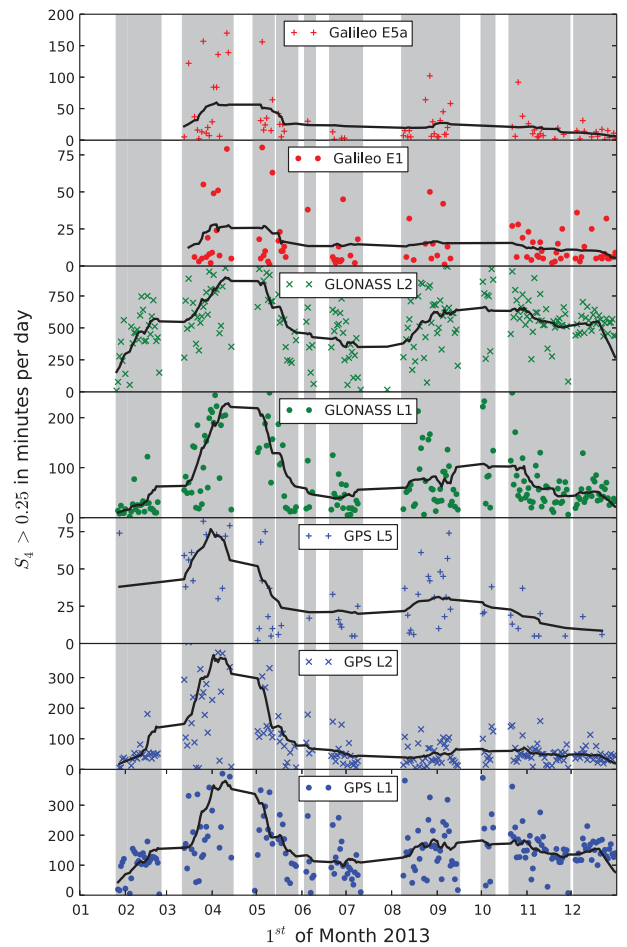 200
150
100
50
0
+ + Galileo E5a
75
50
25
0
Galileo E1
750
500
250
0
× × GLONASS L2
200
100
0
GLONASS L1
75
50
25
0
+ + GPS L5
300
200
100
0
× × GPS L2
300
200
100
0
GPS L1
S₄ > 0.25 in minutes per day
01 02 03 04 05 06 07 08 09 10 11 12
1ˢᵗ of Month 2013